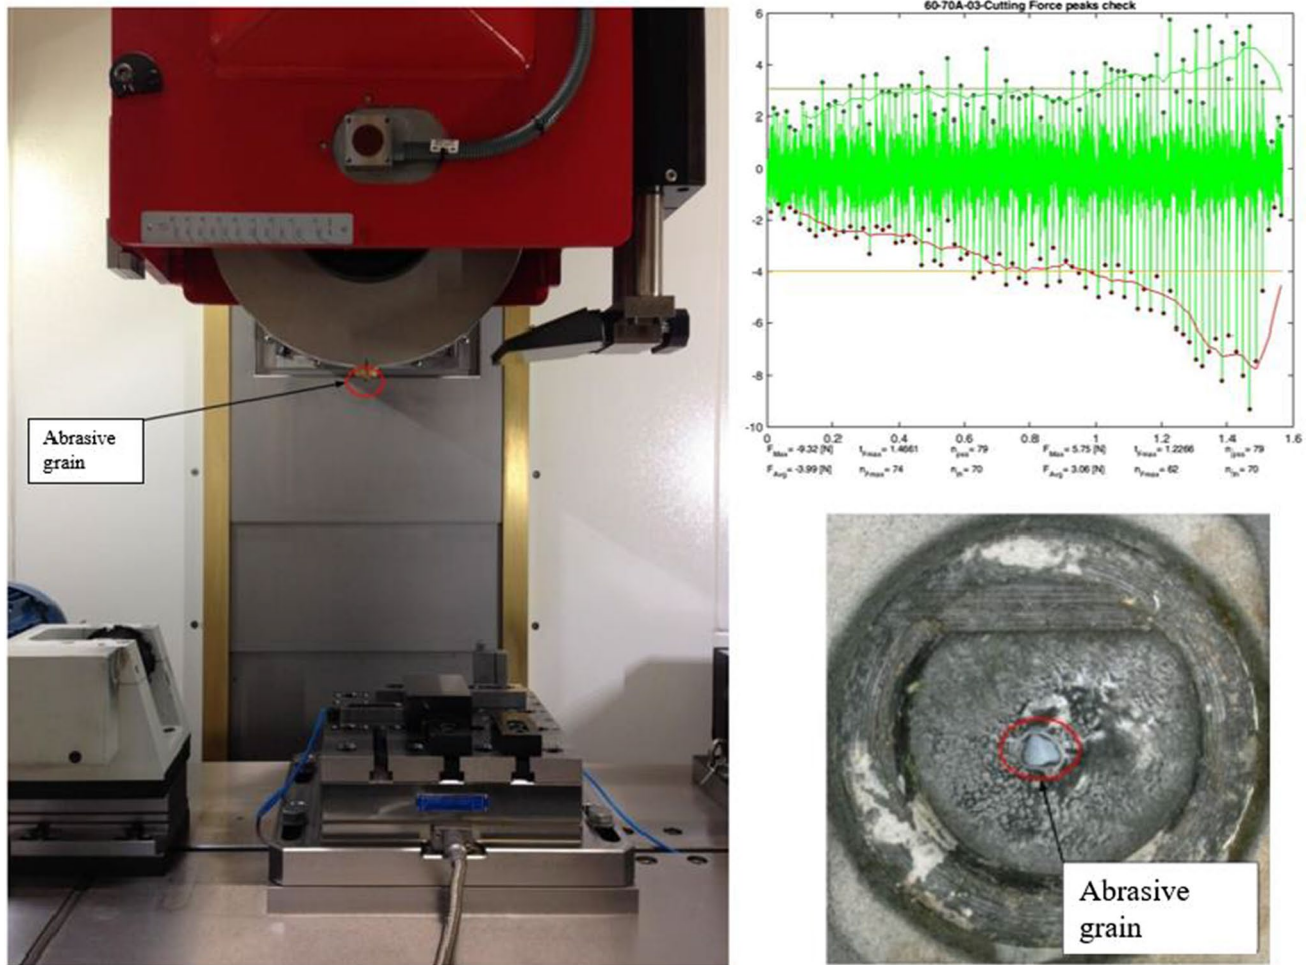 Abrasive
grain
60-70A-03-Cutting Force peaks check
6
4
2
0
-2
-4
-6
-8
-10
0 0.2 0.4 0.6 0.8 1 1.2 1.4 1.6
F_Max = -9.32 [N] t_Fmax = 1.4661 n_pss = 79 F_Max = 5.75 [N] t_Fmax = 1.2266 n_pss = 79
F_Avg = -3.99 [N] n_Fmax = 74 n_th = 70 F_Avg = 3.06 [N] n_Fmax = 62 n_th = 70
Abrasive
grain